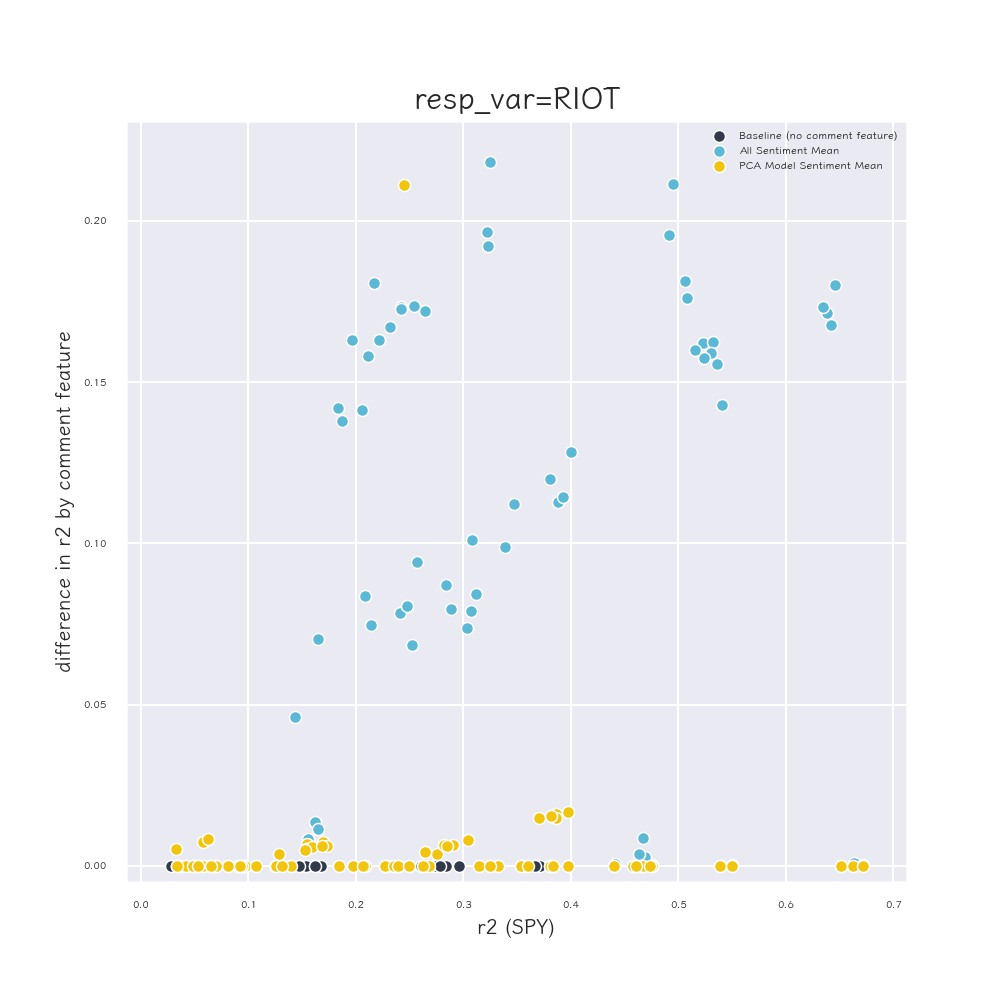 resp_var=RIOT
Baseline (no comment feature)
All Sentiment Mean
PCA Model Sentiment Mean
difference in r2 by comment feature
0.20
0.15
0.10
0.05
0.00
0.0 0.1 0.2 0.3 0.4 0.5 0.6 0.7
r2 (SPY)